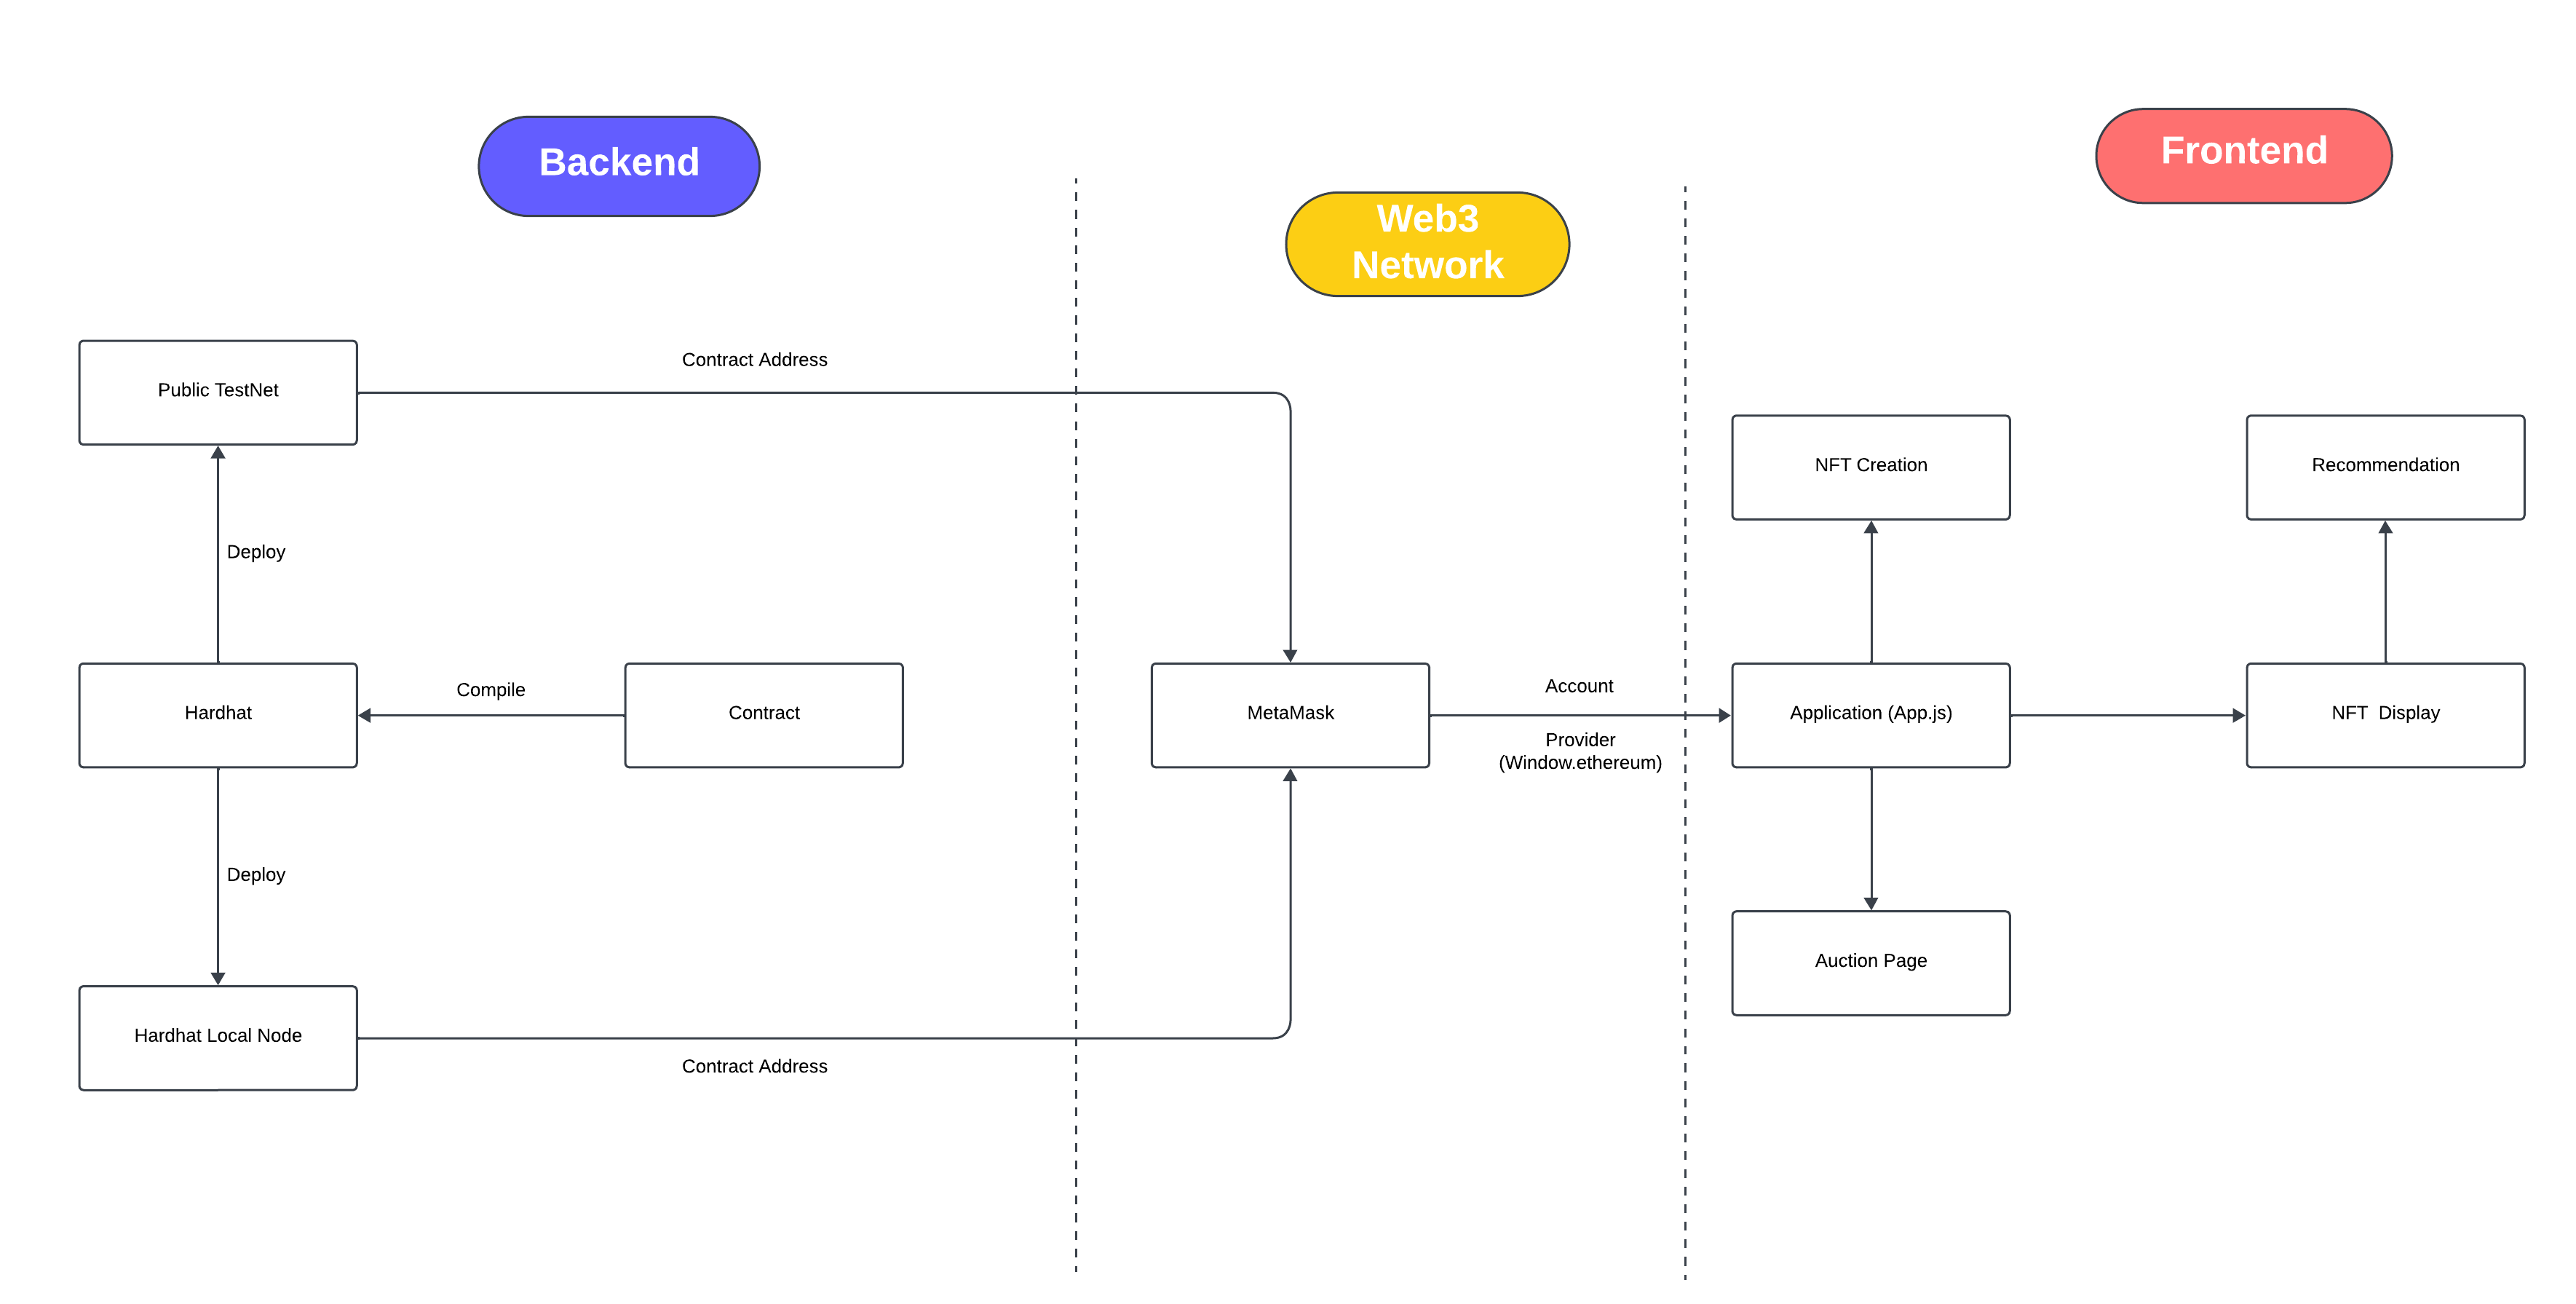 Backend
Frontend
Web3
Network
Contract Address
Public TestNet
NFT Creation
Recommendation
Deploy
Compile
Account
Hardhat
Contract
MetaMask
Application (App.js)
NFT  Display
Provider
(Window.ethereum)
Deploy
Auction Page
Hardhat Local Node
Contract Address